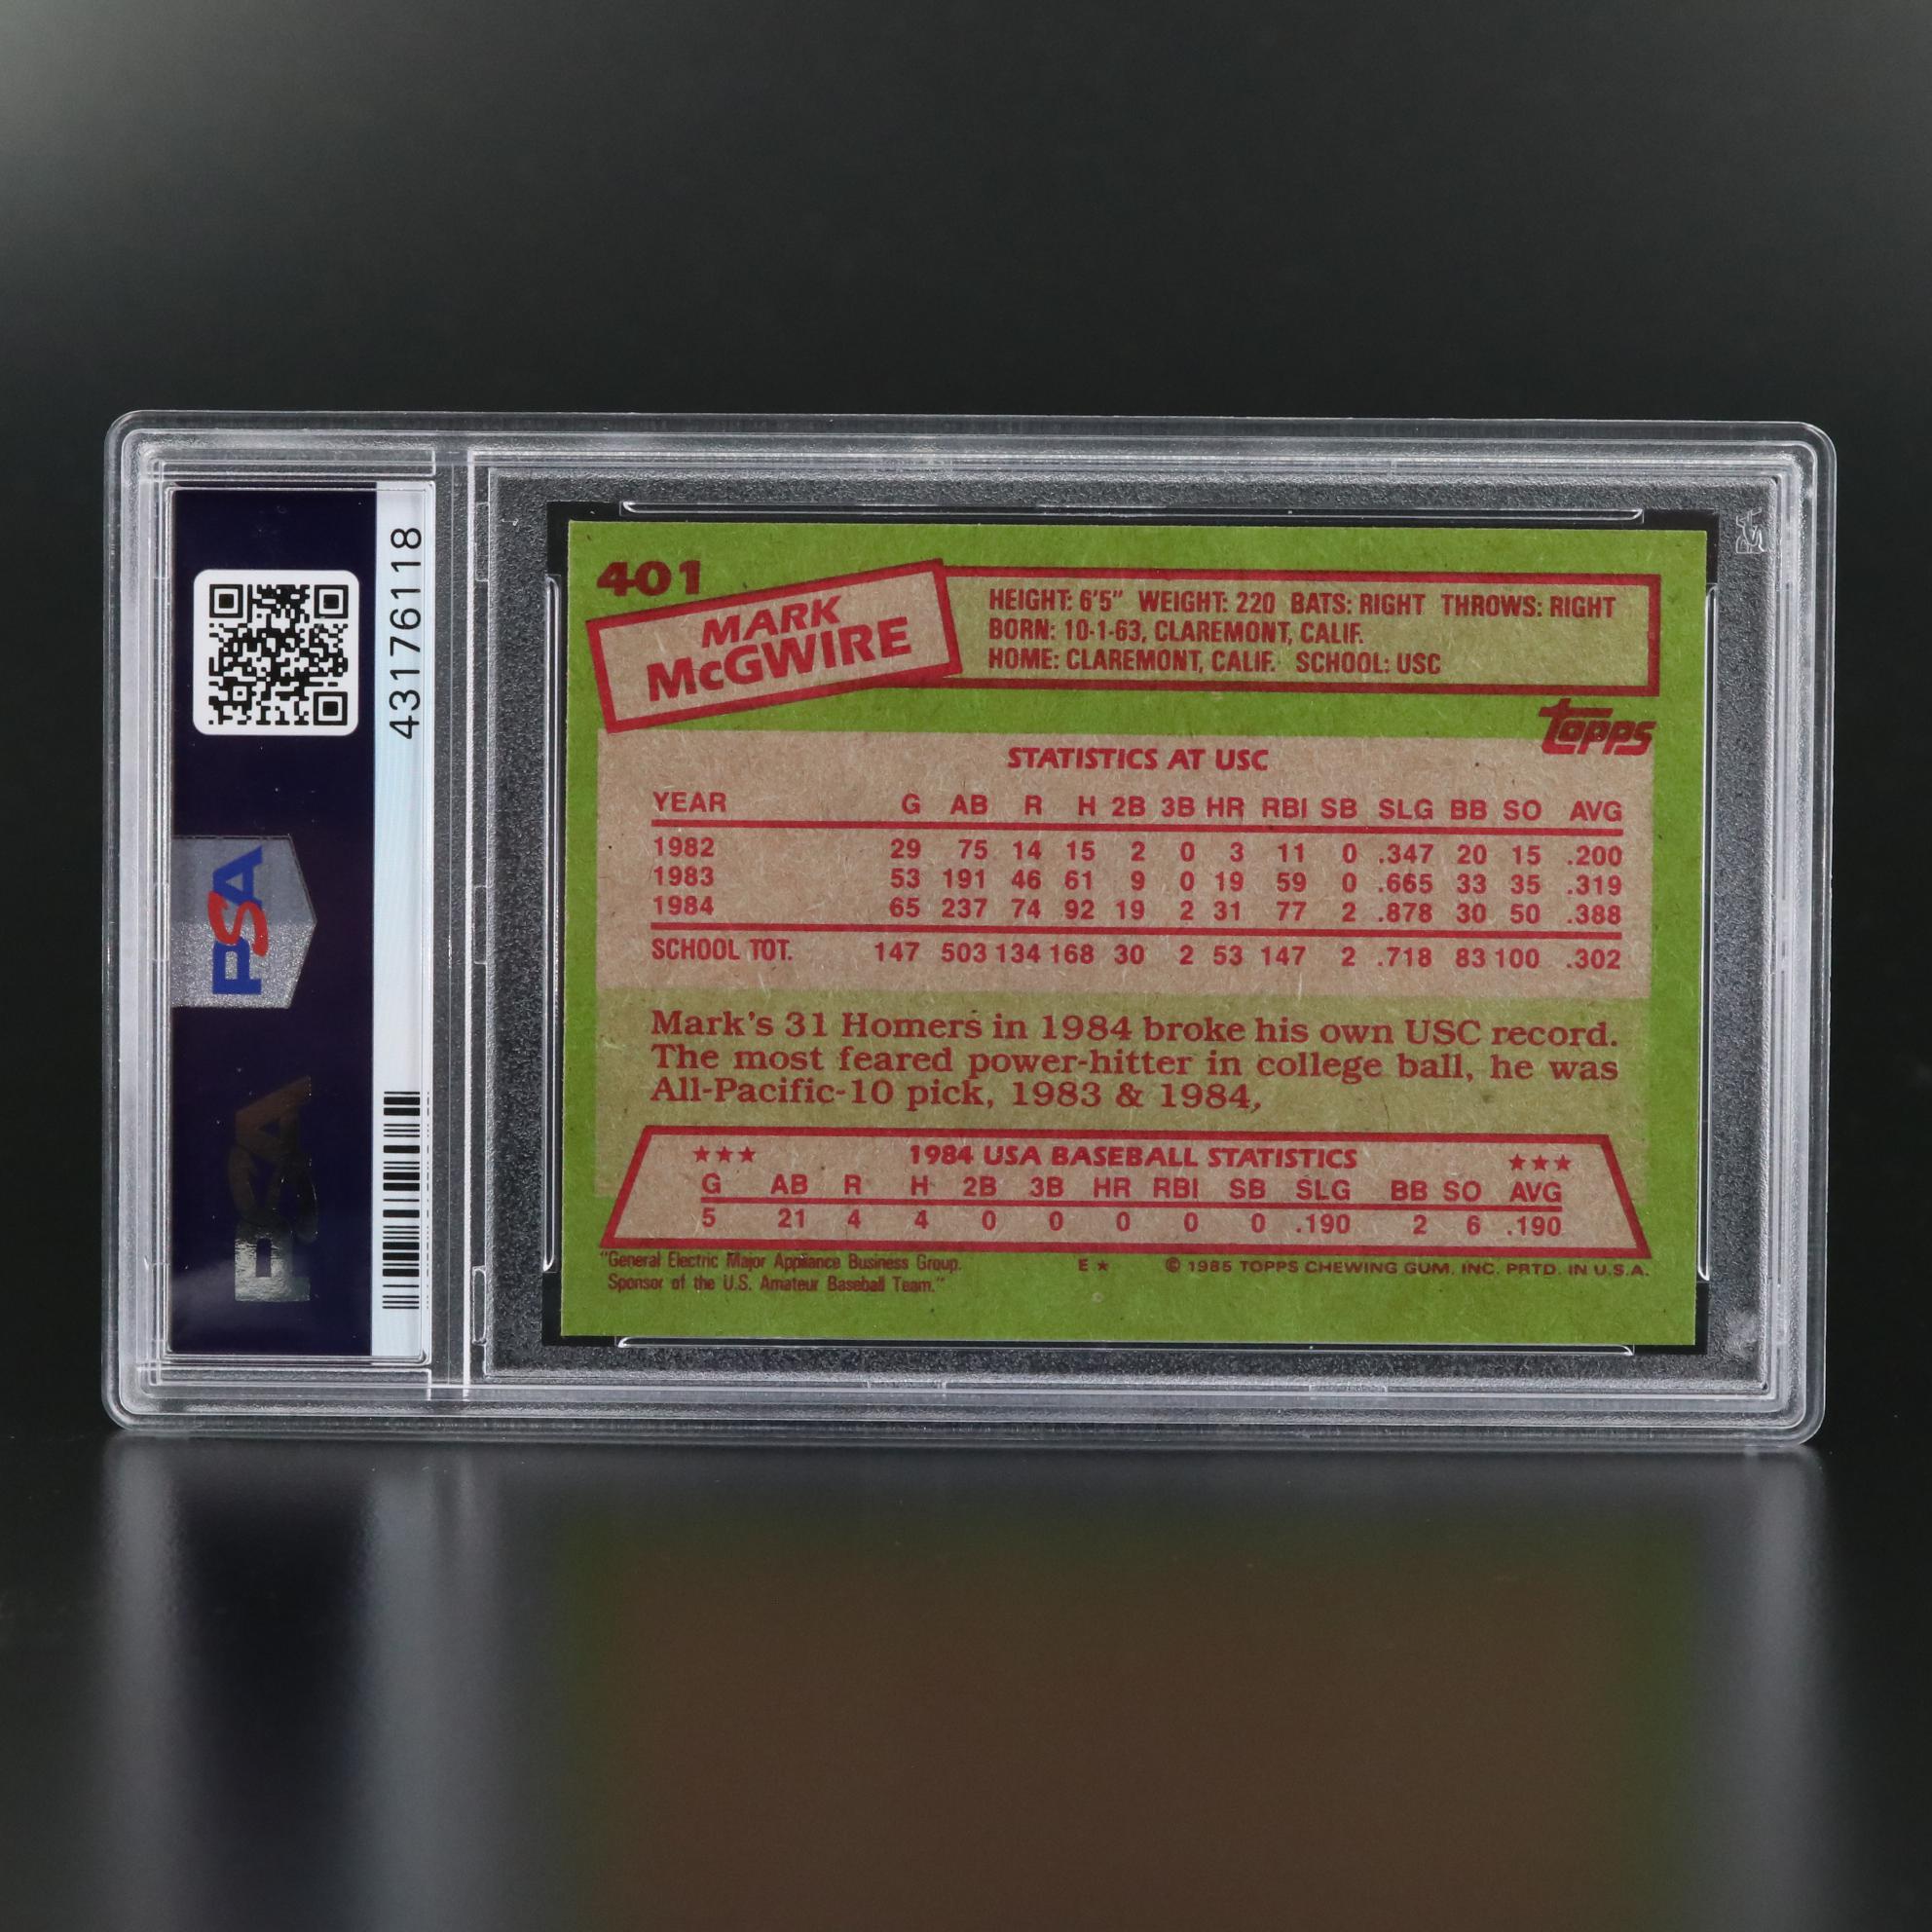 43176118
PSA
PSA
401
MARK
McGWIRE
HEIGHT: 6'5" WEIGHT: 220 BATS: RIGHT THROWS: RIGHT
BORN: 10-1-63, CLAREMONT, CALIF.
HOME: CLAREMONT, CALIF. SCHOOL: USC
topps
STATISTICS AT USC
YEAR G AB R H 2B 3B HR RBI SB SLG BB SO AVG
1982 29 75 14 15 2 0 3 11 0 .347 20 15 .200
1983 53 191 46 61 9 0 19 59 0 .665 33 35 .319
1984 65 237 74 92 19 2 31 77 2 .878 30 50 .388
SCHOOL TOT. 147 503 134 168 30 2 53 147 2 .718 83 100 .302
Mark's 31 Homers in 1984 broke his own USC record.
The most feared power-hitter in college ball, he was
All-Pacific-10 pick, 1983 & 1984,
★★★ 1984 USA BASEBALL STATISTICS ★★★
G AB R H 2B 3B HR RBI SB SLG BB SO AVG
5 21 4 4 0 0 0 0 0 .190 2 6 .190
"General Electric Major Appliance Business Group.
Sponsor of the U.S. Amateur Baseball Team."
E ★ © 1985 TOPPS CHEWING GUM. INC. PRTD. IN U.S.A.